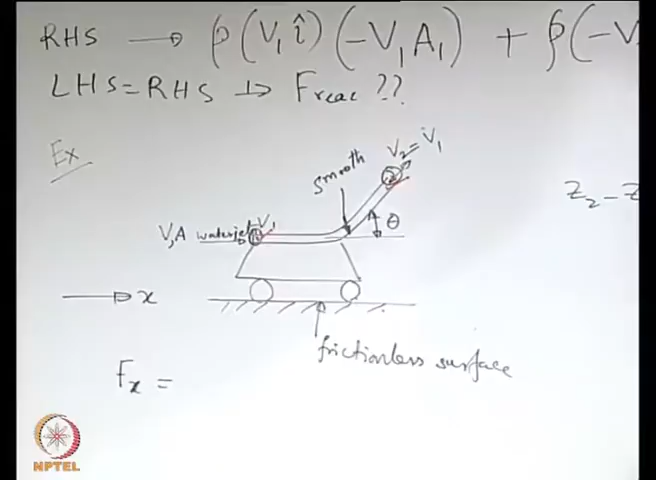 RHS → ρ(V₁î)(-V₁A₁) + ρ(-V
LHS=RHS → Freac ??
Ex
smooth
V₂=V₁
Z₂-Z
V,A waterjet V₁
θ
x
frictionless surface
Fₓ =
NPTEL